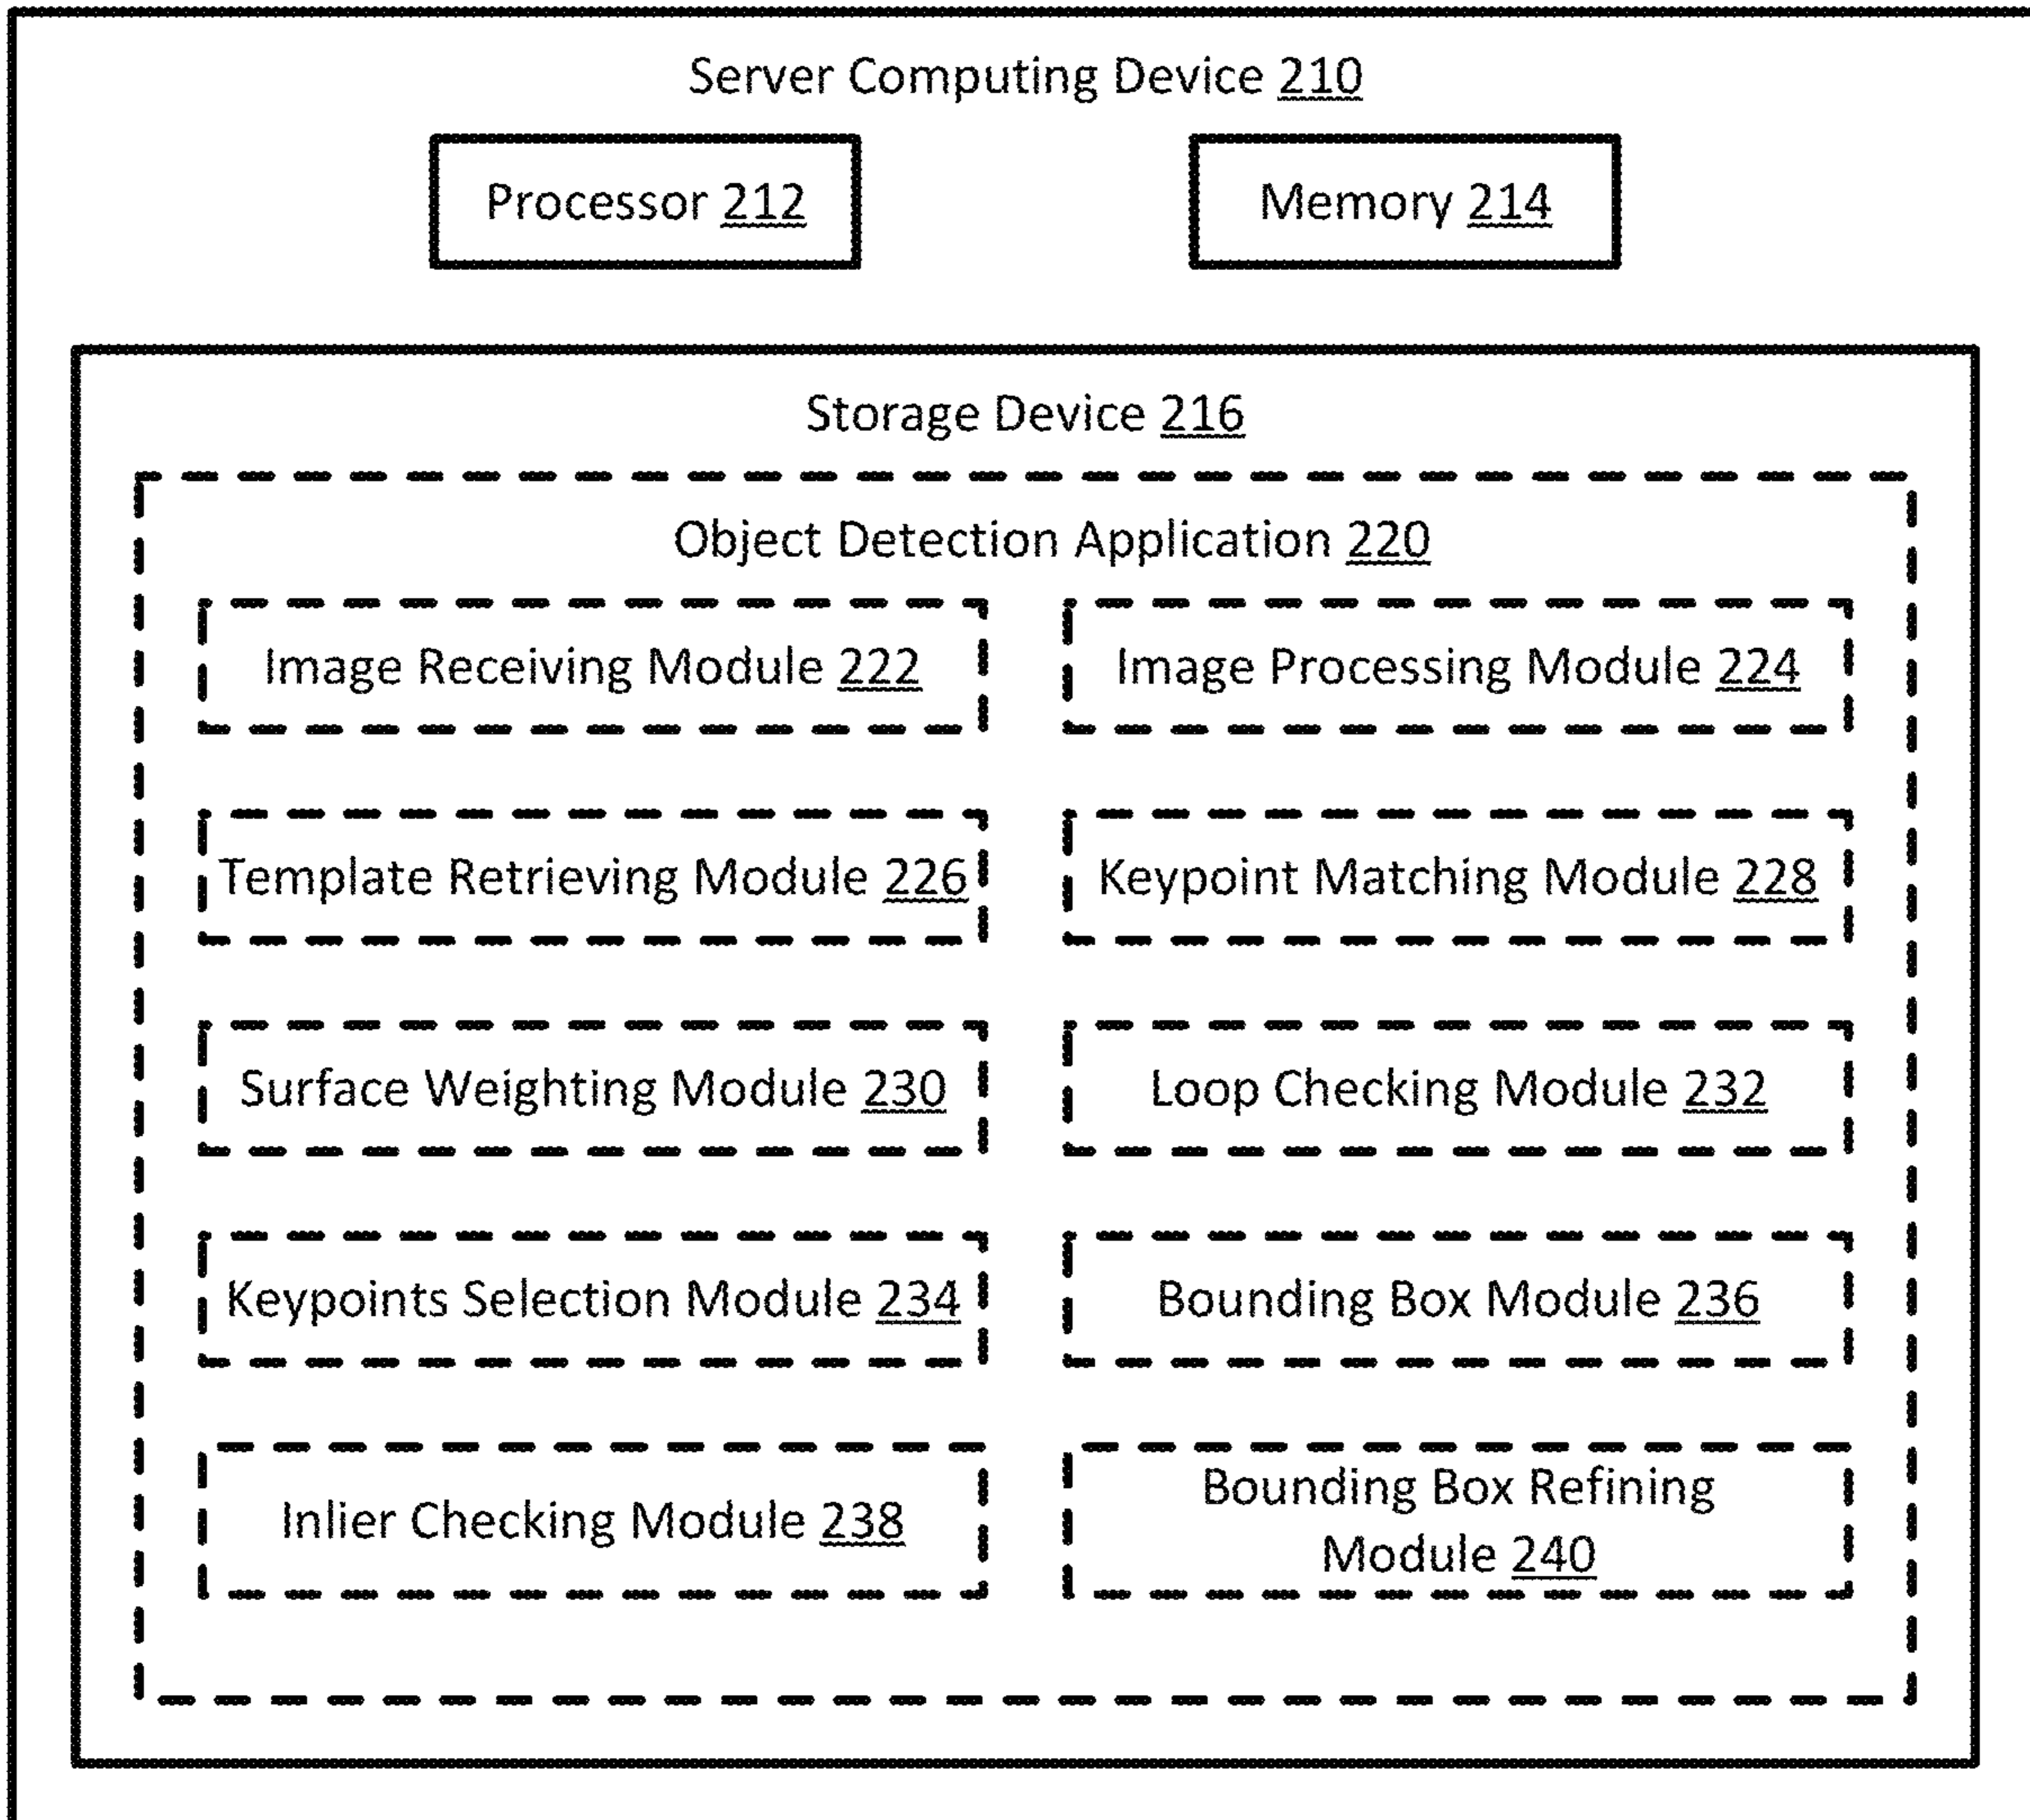 Server Computing Device 210
Processor 212
Memory 214
Storage Device 216
Object Detection Application 220
Image Receiving Module 222
Image Processing Module 224
Template Retrieving Module 226
Keypoint Matching Module 228
Surface Weighting Module 230
Loop Checking Module 232
Keypoints Selection Module 234
Bounding Box Module 236
Inlier Checking Module 238
Bounding Box Refining
Module 240